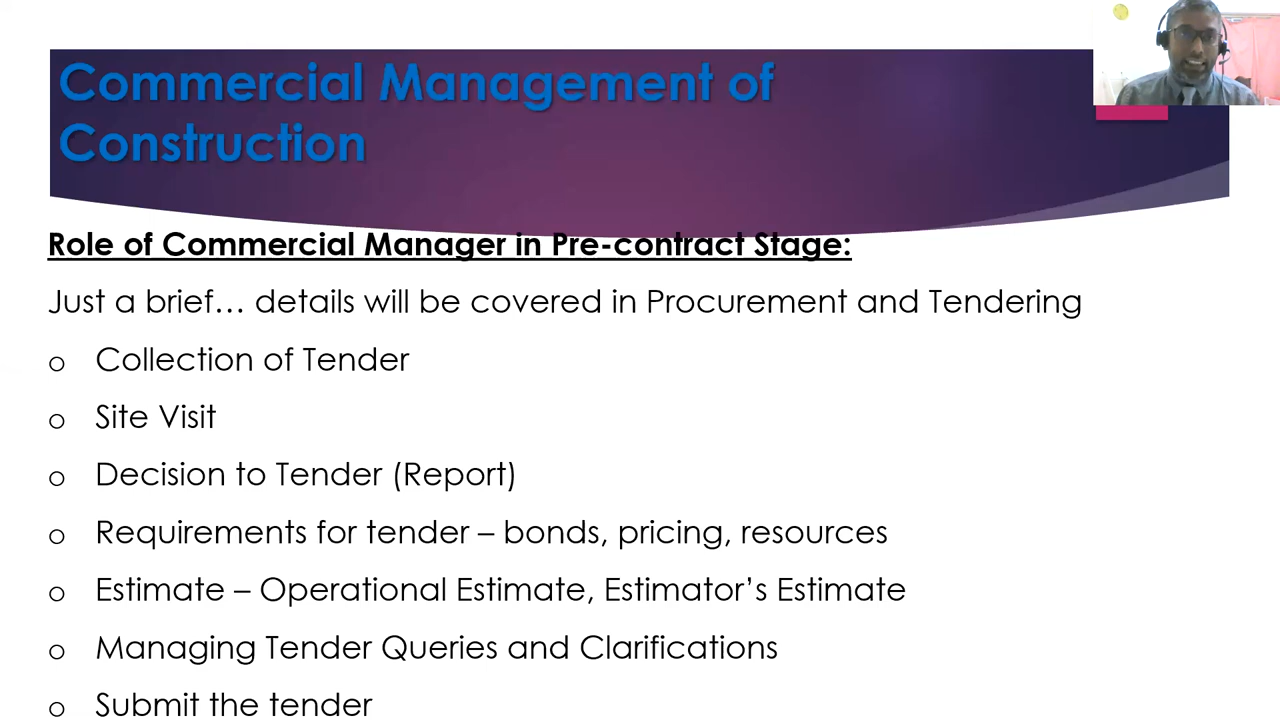 Commercial Management of
Construction
Role of Commercial Manager in Pre-contract Stage:
Just a brief… details will be covered in Procurement and Tendering
o Collection of Tender
o Site Visit
o Decision to Tender (Report)
o Requirements for tender – bonds, pricing, resources
o Estimate – Operational Estimate, Estimator’s Estimate
o Managing Tender Queries and Clarifications
o Submit the tender